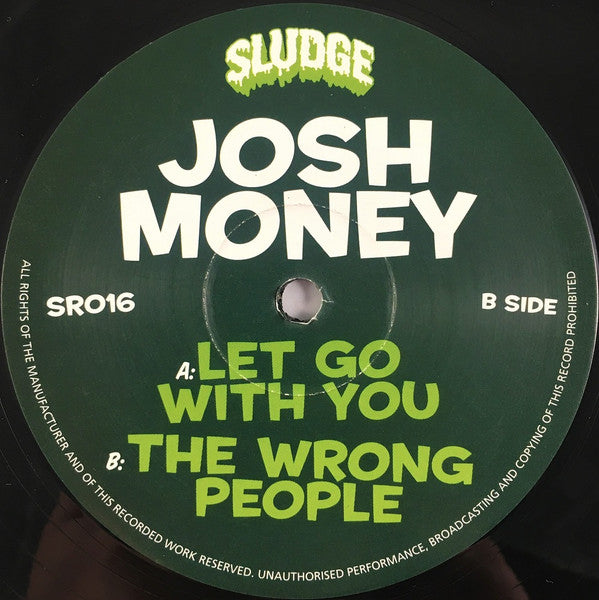 SLUDGE
JOSH
MONEY
SR016
B SIDE
A: LET GO
WITH YOU
B: THE WRONG
PEOPLE
ALL RIGHTS OF THE MANUFACTURER AND OF THIS RECORDED WORK RESERVED. UNAUTHORISED PERFORMANCE, BROADCASTING AND COPYING OF THIS RECORD PROHIBITED